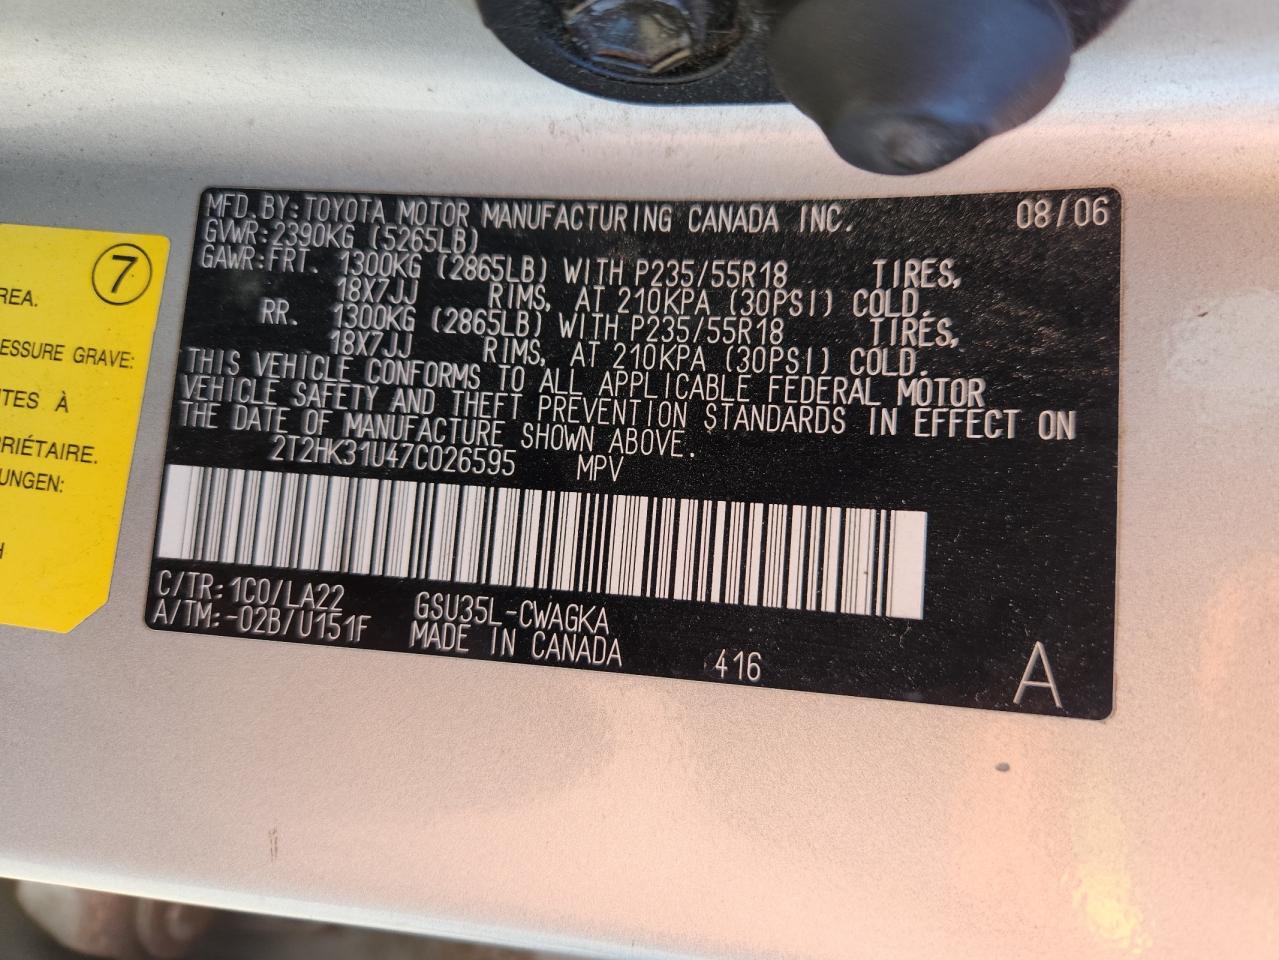 MFD. BY: TOYOTA MOTOR MANUFACTURING CANADA INC. 08/06
GVWR: 2390KG (5265LB)
GAWR: FRT. 1300KG (2865LB) WITH P235/55R18 TIRES,
18X7JJ RIMS, AT 210KPA (30PSI) COLD.
RR. 1300KG (2865LB) WITH P235/55R18 TIRES,
18X7JJ RIMS, AT 210KPA (30PSI) COLD.
THIS VEHICLE CONFORMS TO ALL APPLICABLE FEDERAL MOTOR
VEHICLE SAFETY AND THEFT PREVENTION STANDARDS IN EFFECT ON
THE DATE OF MANUFACTURE SHOWN ABOVE.
2T2HK31U47C026595 MPV
C/TR: 1C0/LA22 GSU35L-CWAGKA
A/TM: -02B/U151F MADE IN CANADA 416 A
7
REA.
ESSURE GRAVE:
ITES À
PRIÉTAIRE.
UNGEN:
H